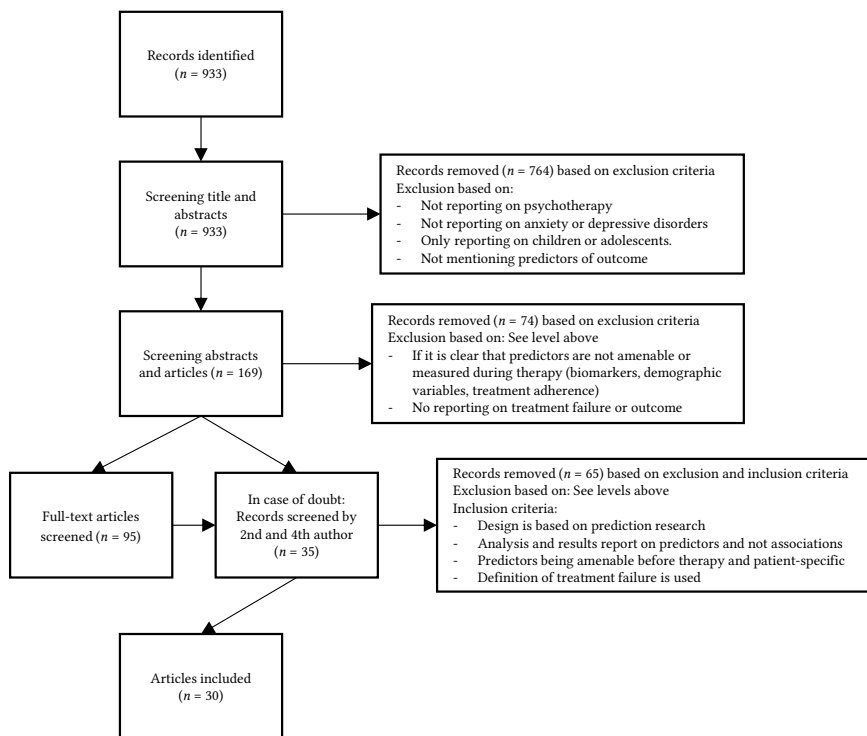 Records identified
(n = 933)
Screening title and
abstracts
(n = 933)
Records removed (n = 764) based on exclusion criteria
Exclusion based on:
- Not reporting on psychotherapy
- Not reporting on anxiety or depressive disorders
- Only reporting on children or adolescents.
- Not mentioning predictors of outcome
Screening abstracts
and articles (n = 169)
Records removed (n = 74) based on exclusion criteria
Exclusion based on: See level above
- If it is clear that predictors are not amenable or
measured during therapy (biomarkers, demographic
variables, treatment adherence)
- No reporting on treatment failure or outcome
Full-text articles
screened (n = 95)
In case of doubt:
Records screened by
2nd and 4th author
(n = 35)
Records removed (n = 65) based on exclusion and inclusion criteria
Exclusion based on: See levels above
Inclusion criteria:
- Design is based on prediction research
- Analysis and results report on predictors and not associations
- Predictors being amenable before therapy and patient-specific
- Definition of treatment failure is used
Articles included
(n = 30)